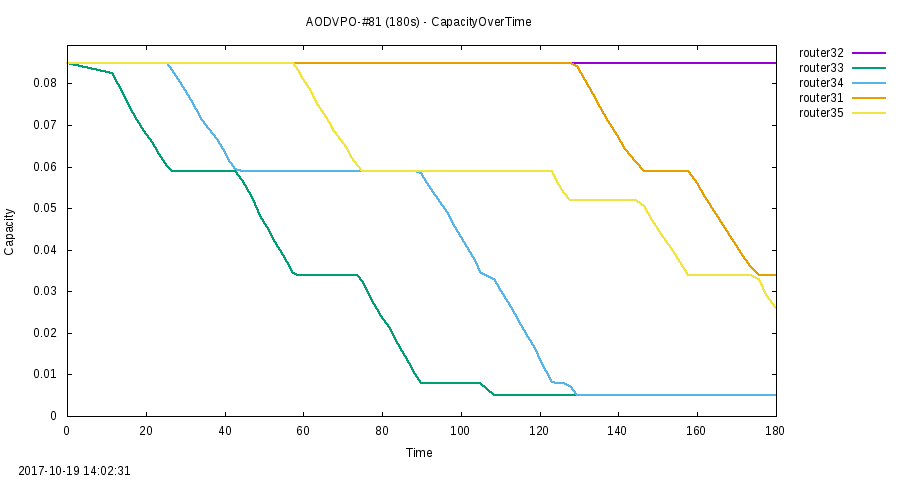 AODVPO-#81 (180s) - CapacityOverTime
router32
router33
router34
router31
router35
0.08
0.07
0.06
0.05
0.04
0.03
0.02
0.01
0
Capacity
0 20 40 60 80 100 120 140 160 180
Time
2017-10-19 14:02:31